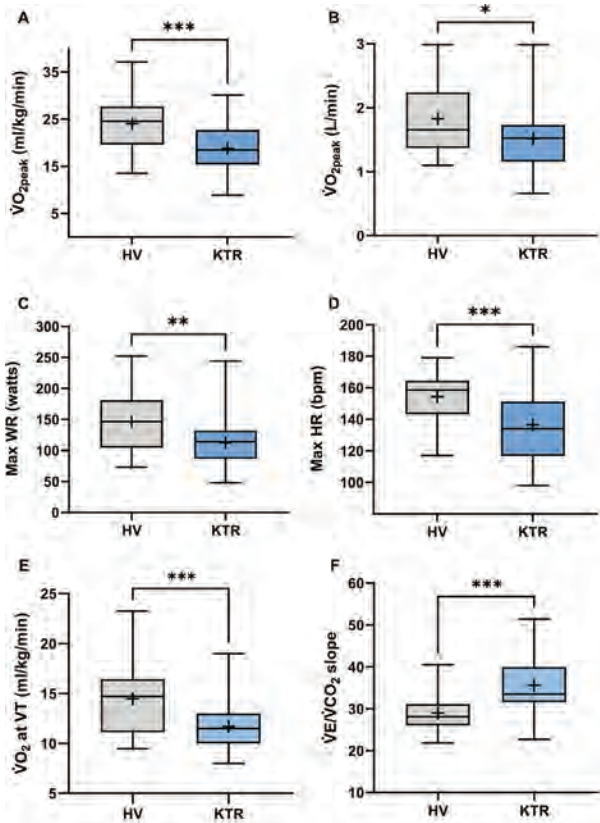 A
***
V̇O2peak (ml/kg/min)
35
25
15
5
HV
KTR
B
*
V̇O2peak (L/min)
3
2
1
0
HV
KTR
C
**
Max WR (watts)
300
250
200
150
100
50
0
HV
KTR
D
***
Max HR (bpm)
200
180
160
140
120
100
HV
KTR
E
***
V̇O2 at VT (ml/kg/min)
25
20
15
10
5
HV
KTR
F
***
V̇E/VCO2 slope
60
50
40
30
20
10
HV
KTR